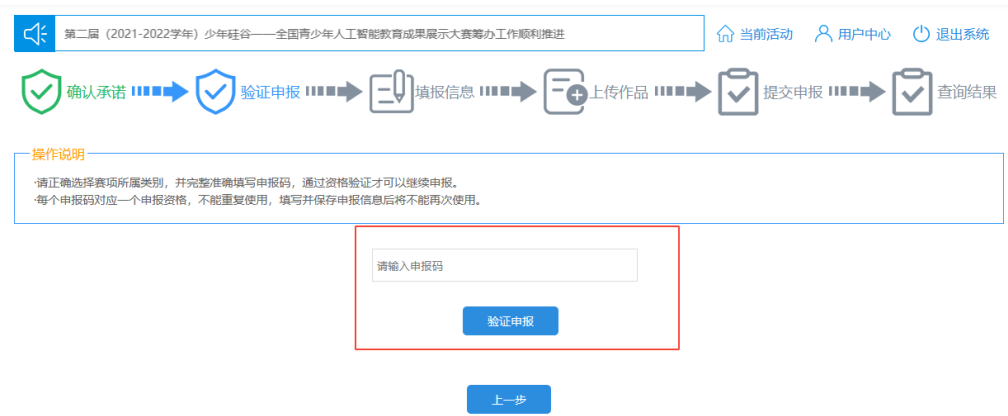 第二届（2021-2022学年）少年硅谷——全国青少年人工智能教育成果展示大赛筹办工作顺利推进
当前活动 用户中心 退出系统
确认承诺 验证申报 填报信息 上传作品 提交申报 查询结果
操作说明
·请正确选择赛项所属类别，并完整准确填写申报码，通过资格验证才可以继续申报。
·每个申报码对应一个申报资格，不能重复使用，填写并保存申报信息后将不能再次使用。
请输入申报码
验证申报
上一步